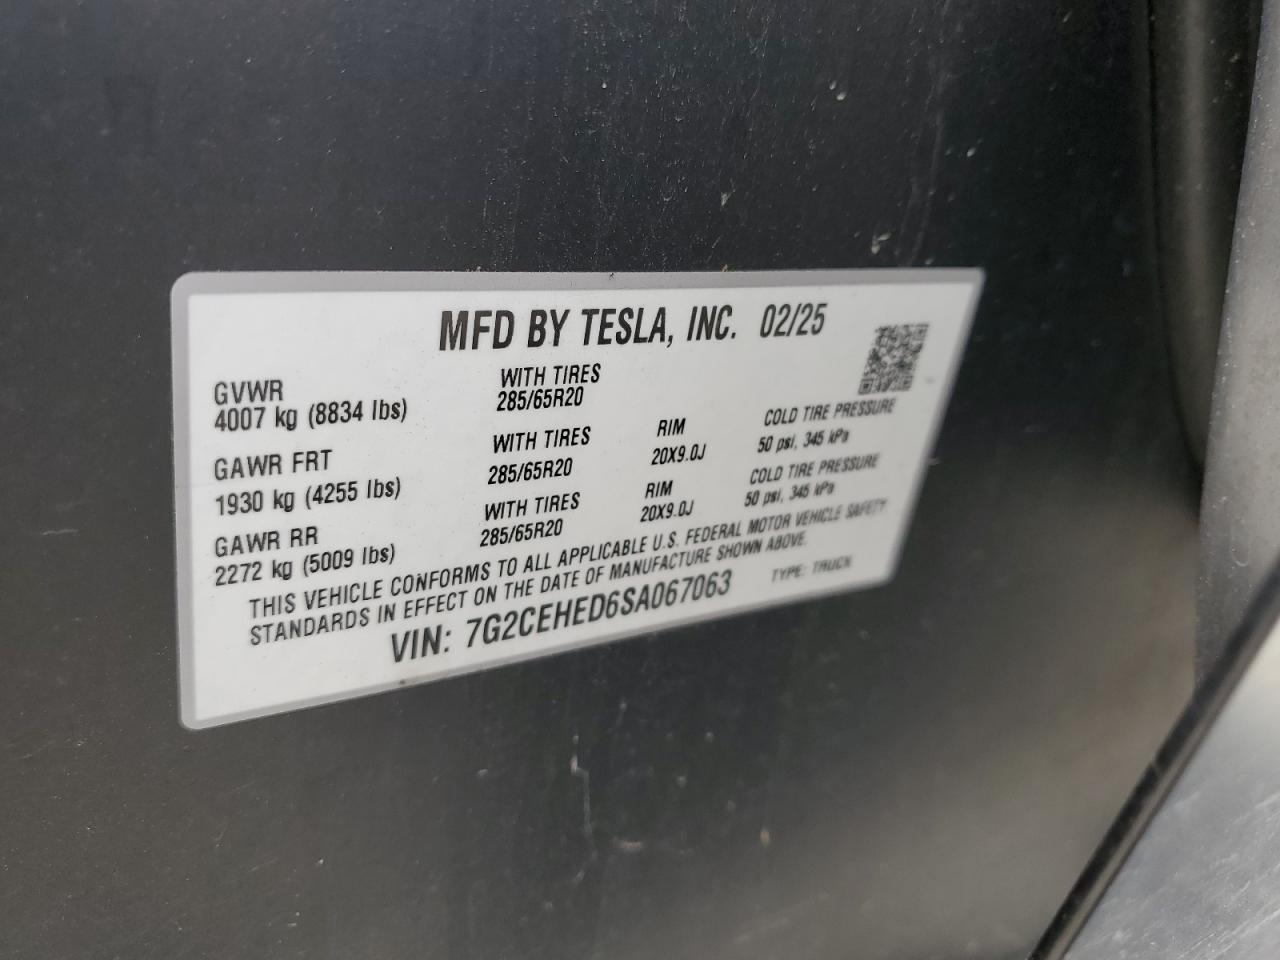 MFD BY TESLA, INC. 02/25
GVWR
4007 kg (8834 lbs)
WITH TIRES
285/65R20
GAWR FRT
1930 kg (4255 lbs)
WITH TIRES
285/65R20
RIM
20X9.0J
COLD TIRE PRESSURE
50 psi, 345 kPa
GAWR RR
2272 kg (5009 lbs)
WITH TIRES
285/65R20
RIM
20X9.0J
COLD TIRE PRESSURE
50 psi, 345 kPa
THIS VEHICLE CONFORMS TO ALL APPLICABLE U.S. FEDERAL MOTOR VEHICLE SAFETY
STANDARDS IN EFFECT ON THE DATE OF MANUFACTURE SHOWN ABOVE.
VIN: 7G2CEHED6SA067063 TYPE: TRUCK